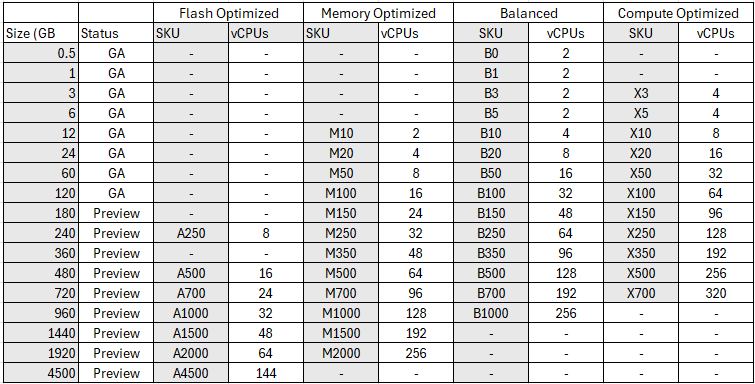 Flash Optimized Memory Optimized Balanced Compute Optimized
Size (GB Status SKU vCPUs SKU vCPUs SKU vCPUs SKU vCPUs
0.5 GA - - - - B0 2 - -
1 GA - - - - B1 2 - -
3 GA - - - - B3 2 X3 4
6 GA - - - - B5 2 X5 4
12 GA - - M10 2 B10 4 X10 8
24 GA - - M20 4 B20 8 X20 16
60 GA - - M50 8 B50 16 X50 32
120 GA - - M100 16 B100 32 X100 64
180 Preview - - M150 24 B150 48 X150 96
240 Preview A250 8 M250 32 B250 64 X250 128
360 Preview - - M350 48 B350 96 X350 192
480 Preview A500 16 M500 64 B500 128 X500 256
720 Preview A700 24 M700 96 B700 192 X700 320
960 Preview A1000 32 M1000 128 B1000 256 - -
1440 Preview A1500 48 M1500 192 - - - -
1920 Preview A2000 64 M2000 256 - - - -
4500 Preview A4500 144 - - - - - -